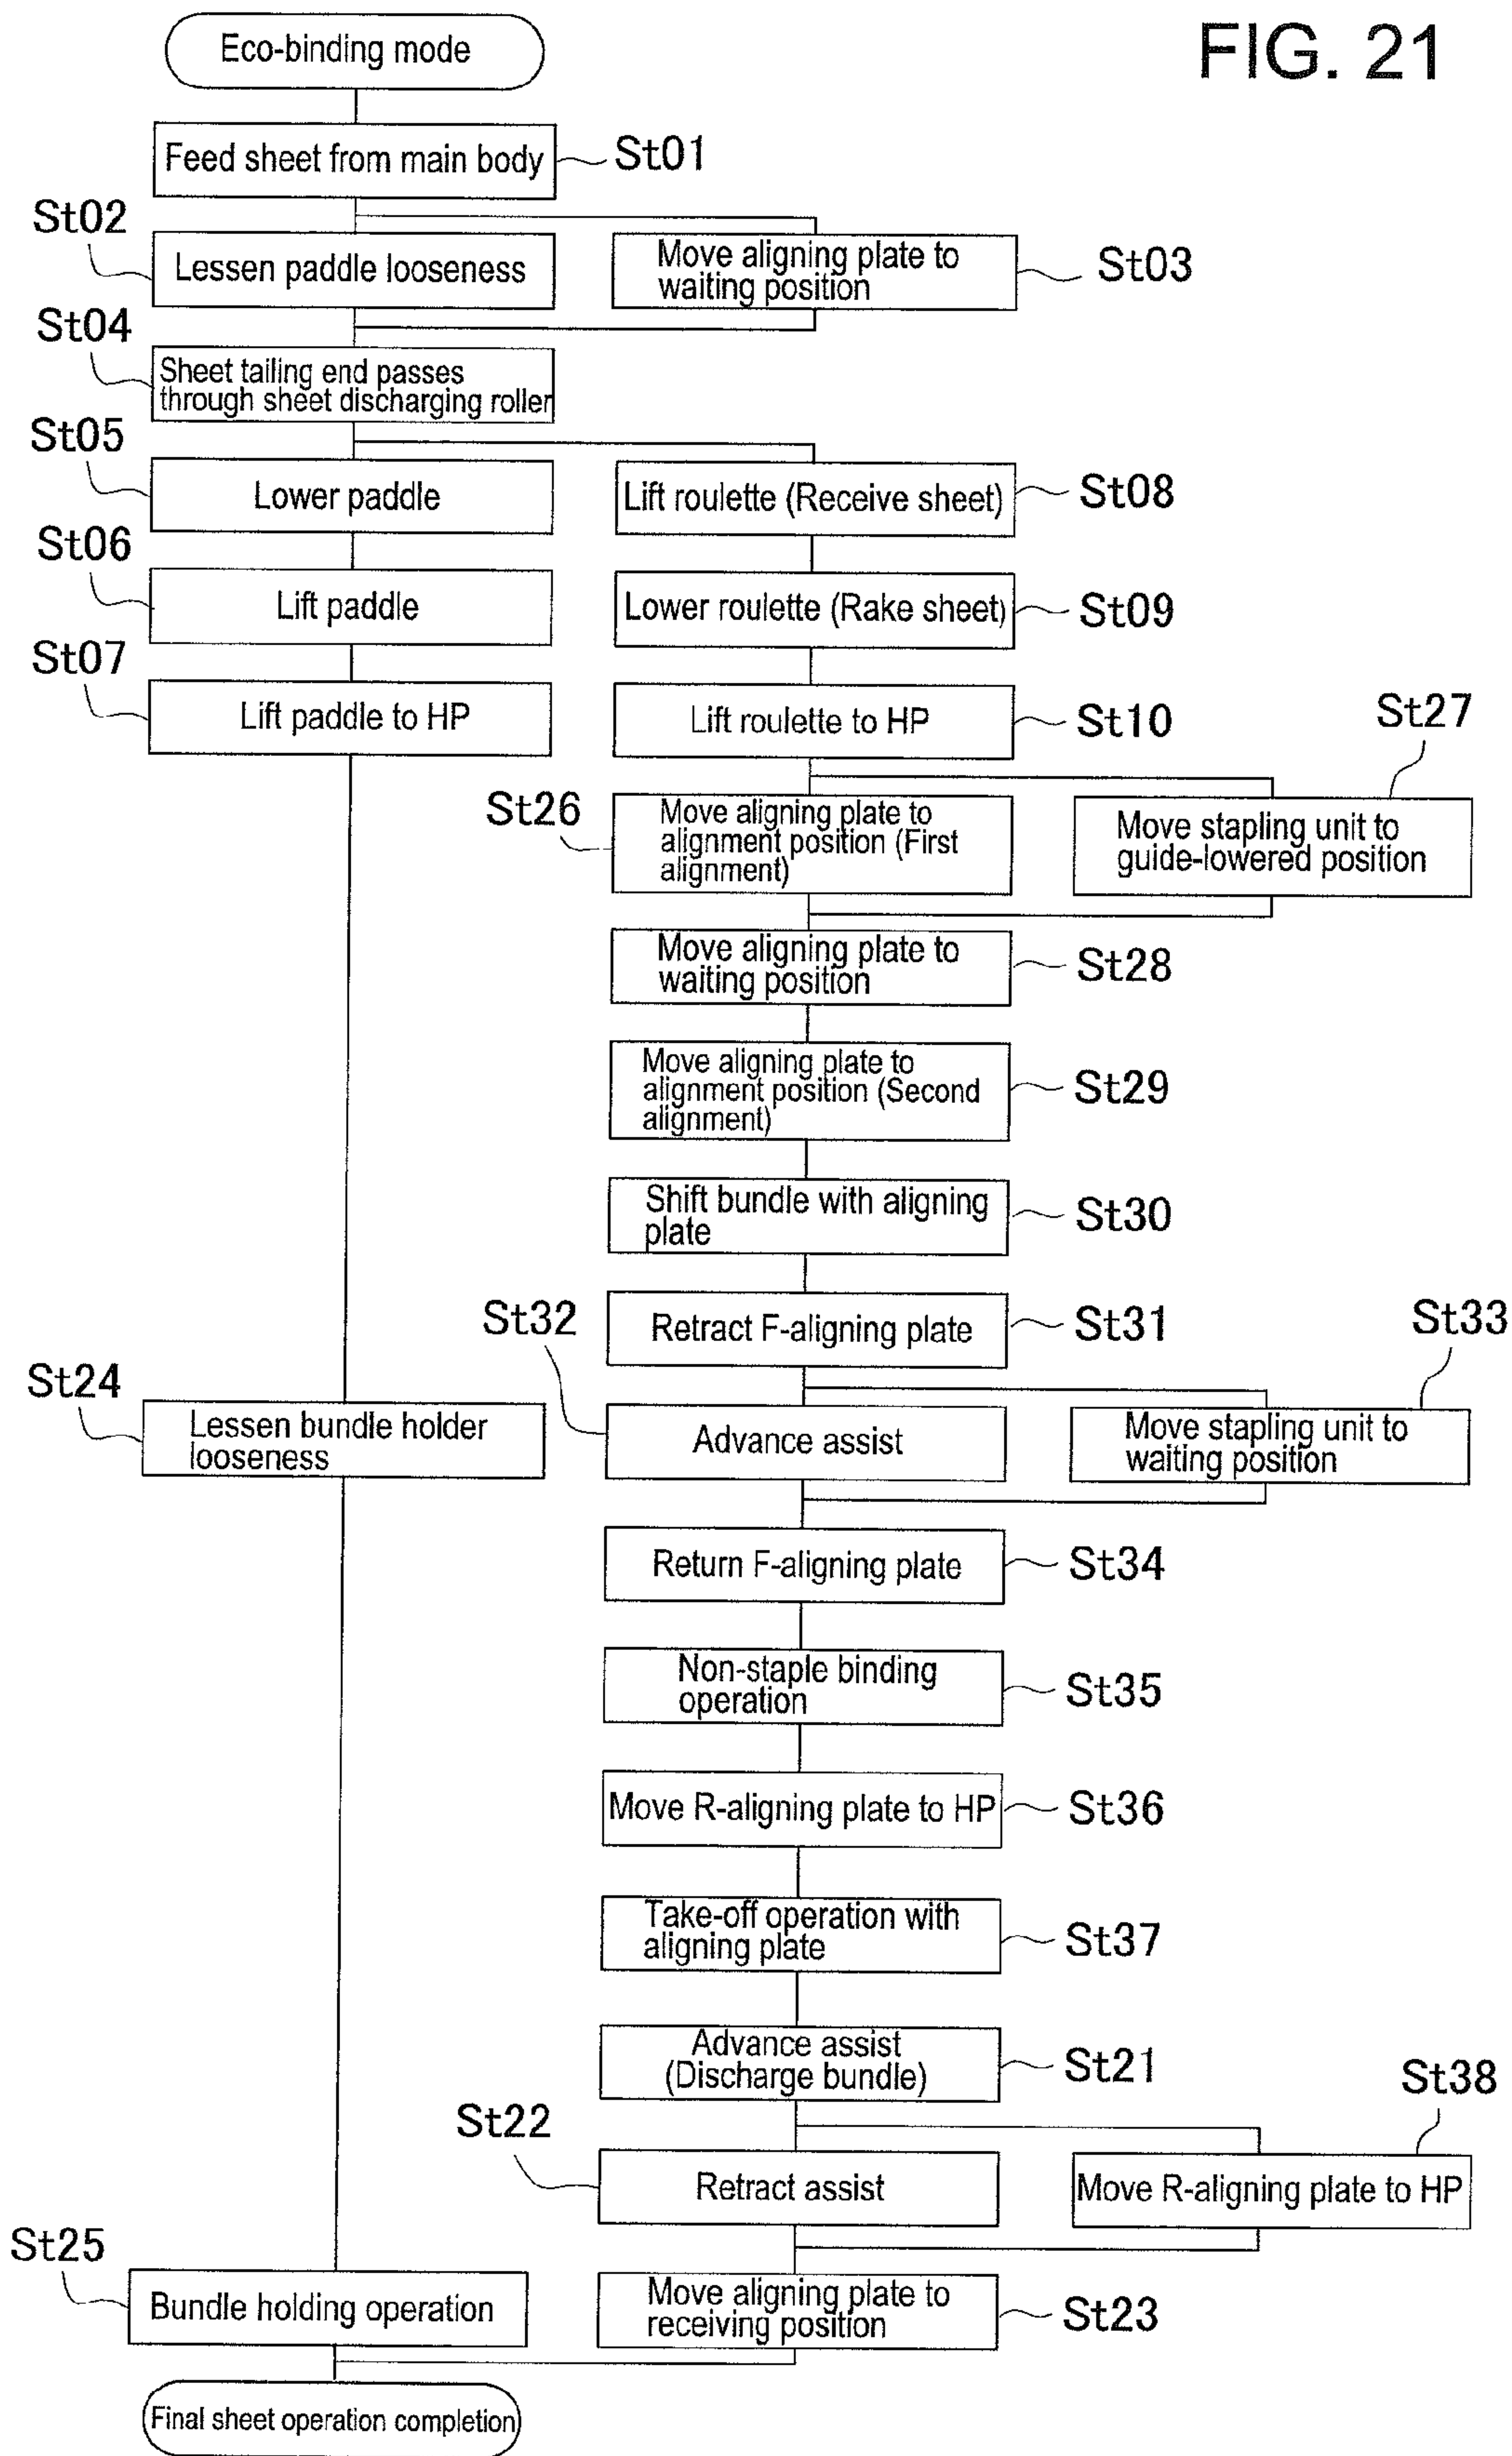 FIG. 21
Eco-binding mode
Feed sheet from main body
St01
St02
Lessen paddle looseness
Move aligning plate to
waiting position
St03
St04
Sheet tailing end passes
through sheet discharging roller
St05
Lower paddle
Lift roulette (Receive sheet)
St08
St06
Lift paddle
Lower roulette (Rake sheet)
St09
St07
Lift paddle to HP
Lift roulette to HP
St10
St27
St26
Move aligning plate to
alignment position (First
alignment)
Move stapling unit to
guide-lowered position
Move aligning plate to
waiting position
St28
Move aligning plate to
alignment position (Second
alignment)
St29
Shift bundle with aligning
plate
St30
St32
Retract F-aligning plate
St31
St33
St24
Lessen bundle holder
looseness
Advance assist
Move stapling unit to
waiting position
Return F-aligning plate
St34
Non-staple binding
operation
St35
Move R-aligning plate to HP
St36
Take-off operation with
aligning plate
St37
Advance assist
(Discharge bundle)
St21
St38
St22
Retract assist
Move R-aligning plate to HP
St25
Bundle holding operation
Move aligning plate to
receiving position
St23
Final sheet operation completion